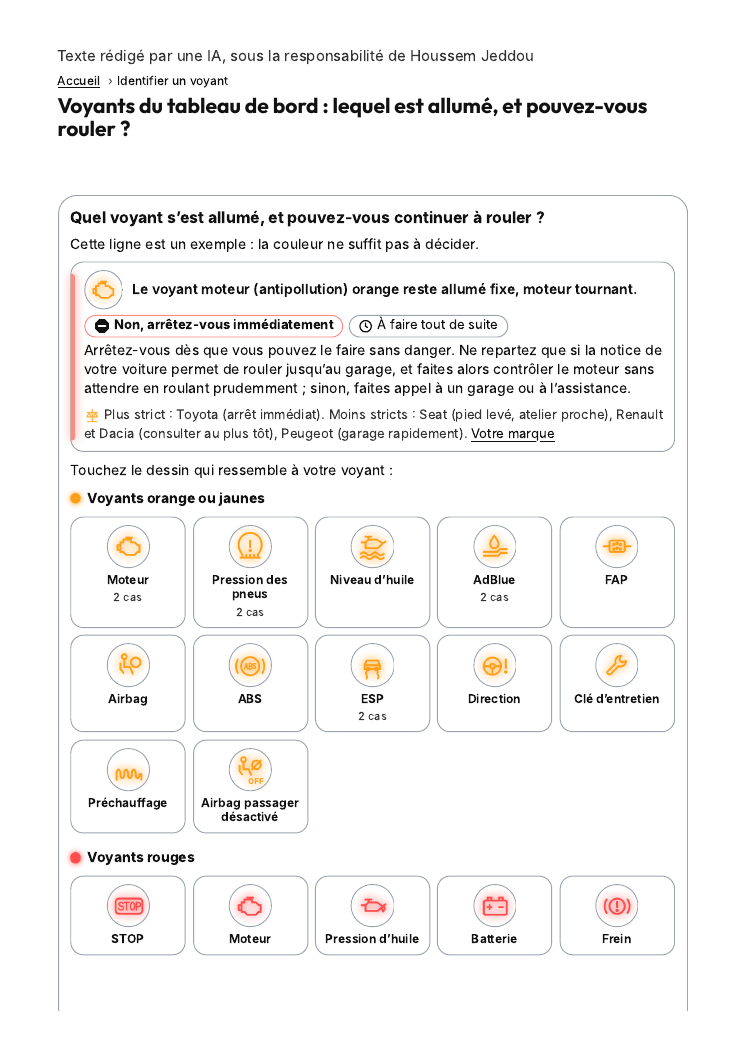 Texte rédigé par une IA, sous la responsabilité de Houssem Jeddou
Accueil › Identifier un voyant
Voyants du tableau de bord : lequel est allumé, et pouvez-vous
rouler ?
Quel voyant s’est allumé, et pouvez-vous continuer à rouler ?
Cette ligne est un exemple : la couleur ne suffit pas à décider.
Le voyant moteur (antipollution) orange reste allumé fixe, moteur tournant.
Non, arrêtez-vous immédiatement À faire tout de suite
Arrêtez-vous dès que vous pouvez le faire sans danger. Ne repartez que si la notice de
votre voiture permet de rouler jusqu’au garage, et faites alors contrôler le moteur sans
attendre en roulant prudemment ; sinon, faites appel à un garage ou à l’assistance.
Plus strict : Toyota (arrêt immédiat). Moins stricts : Seat (pied levé, atelier proche), Renault
et Dacia (consulter au plus tôt), Peugeot (garage rapidement). Votre marque
Touchez le dessin qui ressemble à votre voyant :
Voyants orange ou jaunes
Moteur
2 cas
Pression des
pneus
2 cas
Niveau d’huile
AdBlue
2 cas
FAP
Airbag
ABS
ABS
ESP
2 cas
Direction
Clé d’entretien
Préchauffage
OFF
Airbag passager
désactivé
Voyants rouges
STOP
STOP
Moteur
Pression d’huile
Batterie
Frein